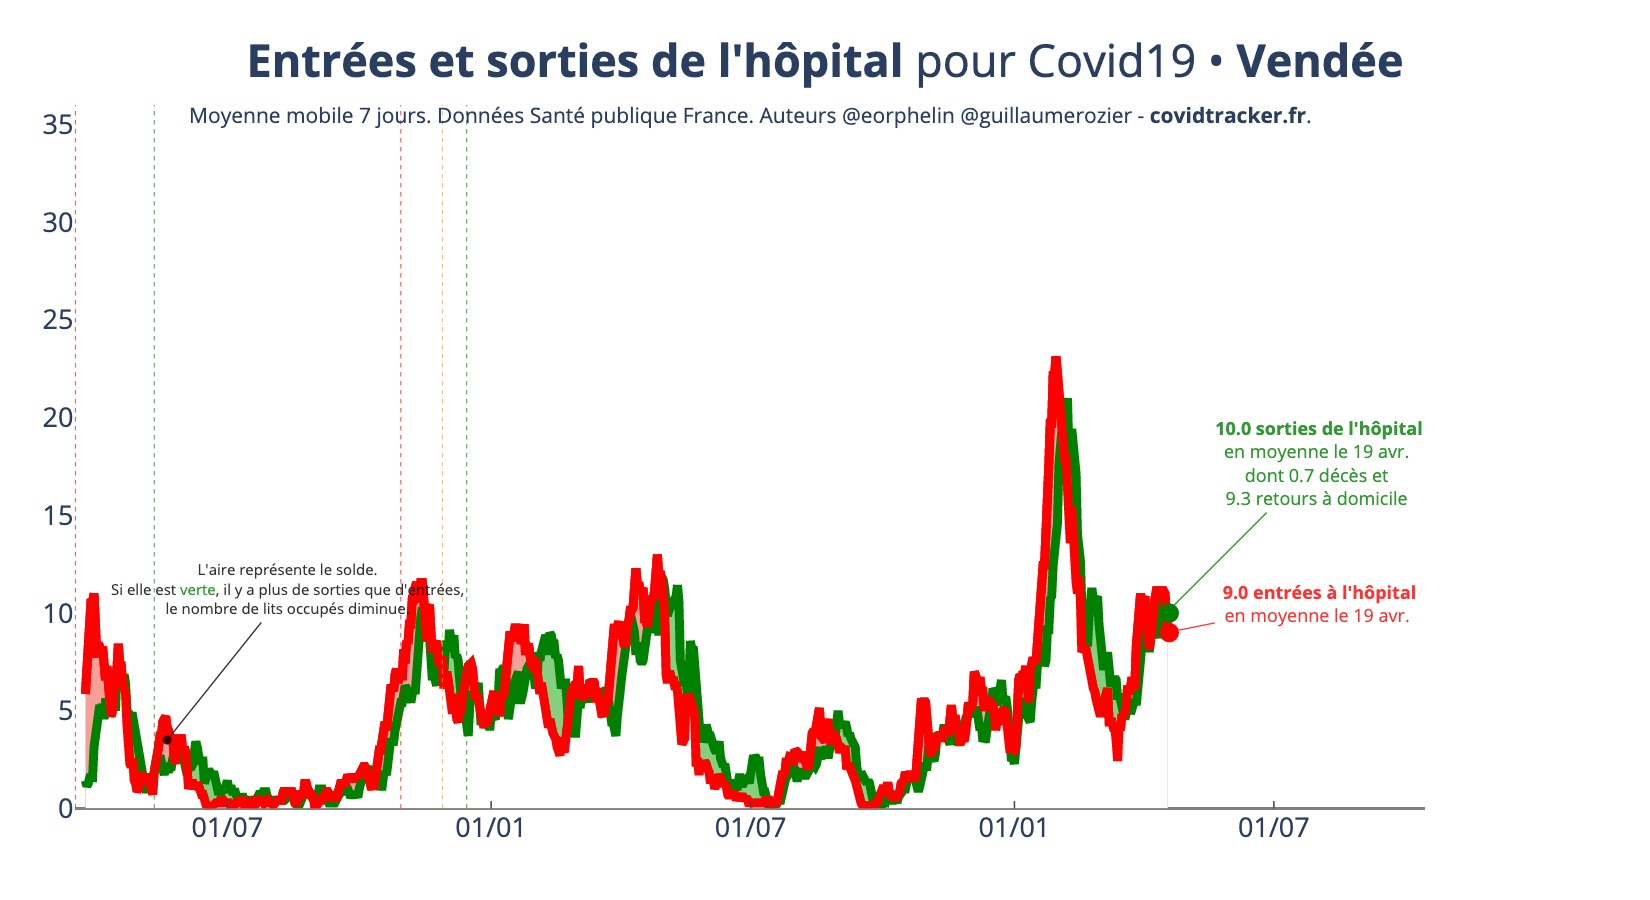 Entrées et sorties de l'hôpital pour Covid19 • Vendée
Moyenne mobile 7 jours. Données Santé publique France. Auteurs @eorphelin @guillaumerozier - covidtracker.fr.
35
30
25
20
15
10
5
0
10.0 sorties de l'hôpital
en moyenne le 19 avr.
dont 0.7 décès et
9.3 retours à domicile
L'aire représente le solde.
Si elle est verte, il y a plus de sorties que d'entrées,
le nombre de lits occupés diminue.
9.0 entrées à l'hôpital
en moyenne le 19 avr.
01/07
01/01
01/07
01/01
01/07